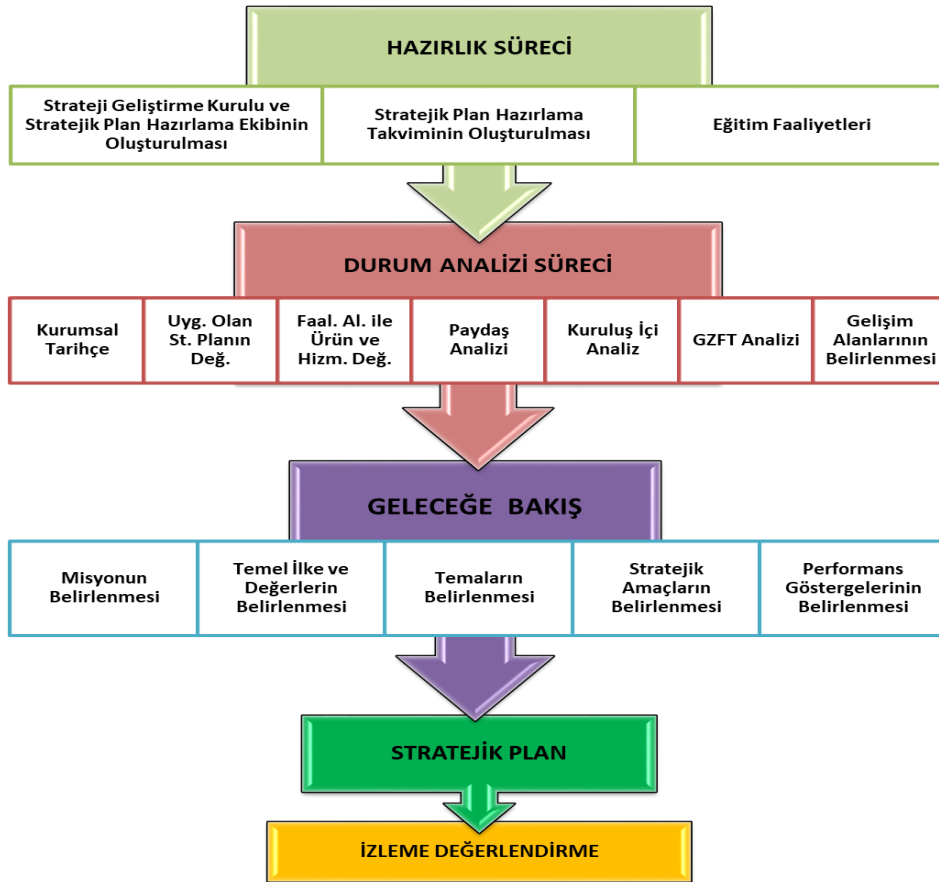 HAZIRLIK SÜRECİ
Strateji Geliştirme Kurulu ve
Stratejik Plan Hazırlama Ekibinin
Oluşturulması
Stratejik Plan Hazırlama
Takviminin Oluşturulması
Eğitim Faaliyetleri
DURUM ANALİZİ SÜRECİ
Kurumsal
Tarihçe
Uyg. Olan
St. Planın
Değ.
Faal. Al. ile
Ürün ve
Hizm. Değ.
Paydaş
Analizi
Kuruluş İçi
Analiz
GZFT Analizi
Gelişim
Alanlarının
Belirlenmesi
GELECEĞE BAKIŞ
Misyonun
Belirlenmesi
Temel İlke ve
Değerlerin
Belirlenmesi
Temaların
Belirlenmesi
Stratejik
Amaçların
Belirlenmesi
Performans
Göstergelerinin
Belirlenmesi
STRATEJİK PLAN
İZLEME DEĞERLENDİRME